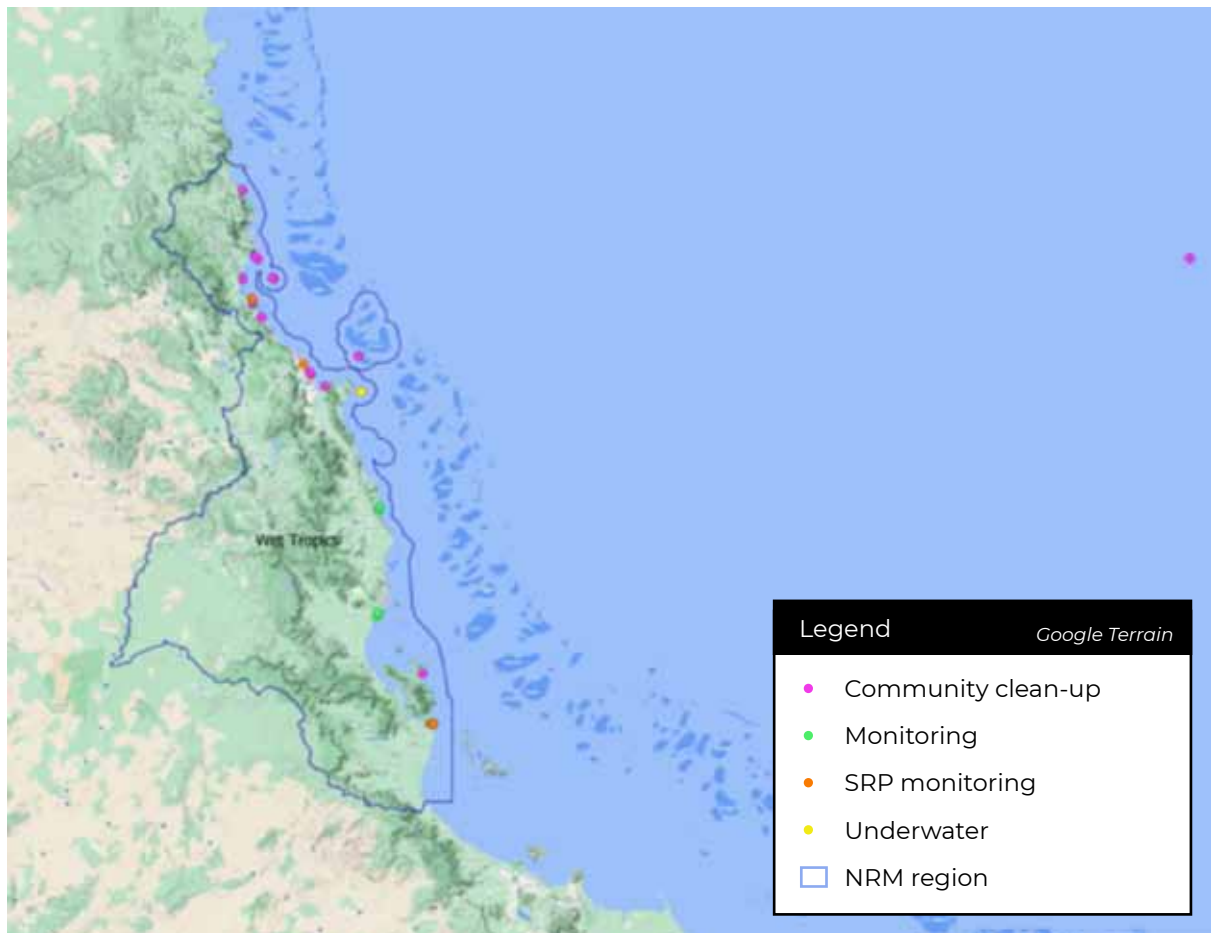 Wet Tropics
Legend
Google Terrain
Community clean-up
Monitoring
SRP monitoring
Underwater
NRM region